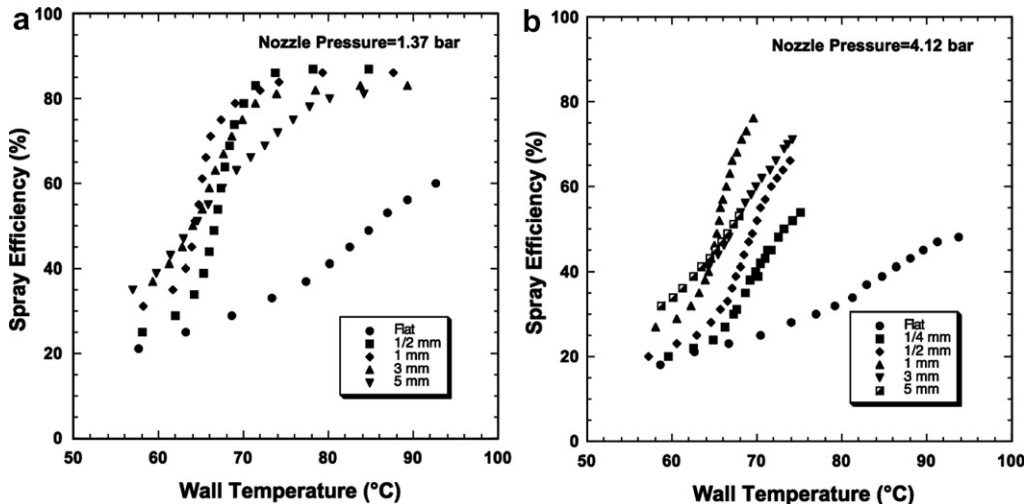 a
Nozzle Pressure=1.37 bar
Spray Efficiency (%)
100
80
60
40
20
0
Flat
1/2 mm
1 mm
3 mm
5 mm
50 60 70 80 90 100
Wall Temperature (°C)
b
Nozzle Pressure=4.12 bar
Spray Efficiency (%)
100
80
60
40
20
0
Flat
1/4 mm
1/2 mm
1 mm
3 mm
5 mm
50 60 70 80 90 100
Wall Temperature (°C)